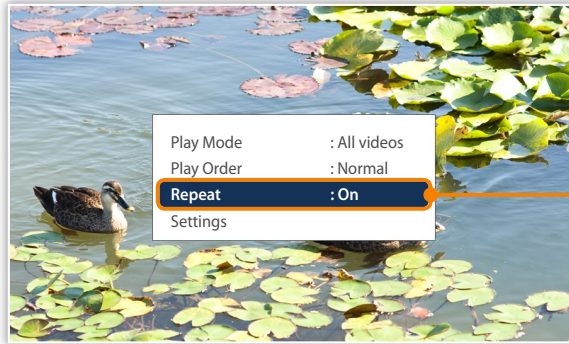 Play Mode : All videos
Play Order : Normal
Repeat : On
Settings